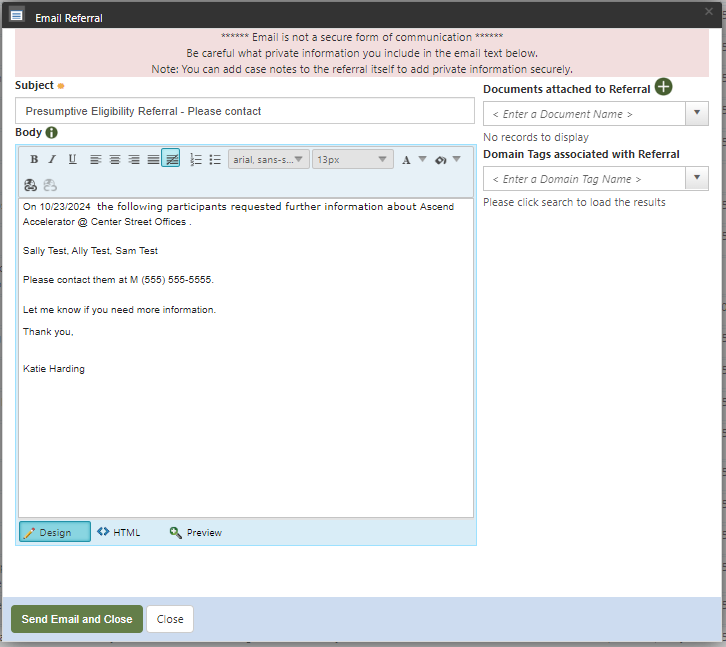 Email Referral
****** Email is not a secure form of communication ******
Be careful what private information you include in the email text below.
Note: You can add case notes to the referral itself to add private information securely.
Subject
Presumptive Eligibility Referral - Please contact
Body
B I U
arial, sans-s...
13px
A
On 10/23/2024 the following participants requested further information about Ascend
Accelerator @ Center Street Offices .
Sally Test, Ally Test, Sam Test
Please contact them at M (555) 555-5555.
Let me know if you need more information.
Thank you,
Katie Harding
Design
HTML
Preview
Documents attached to Referral
< Enter a Document Name >
No records to display
Domain Tags associated with Referral
< Enter a Domain Tag Name >
Please click search to load the results
Send Email and Close
Close